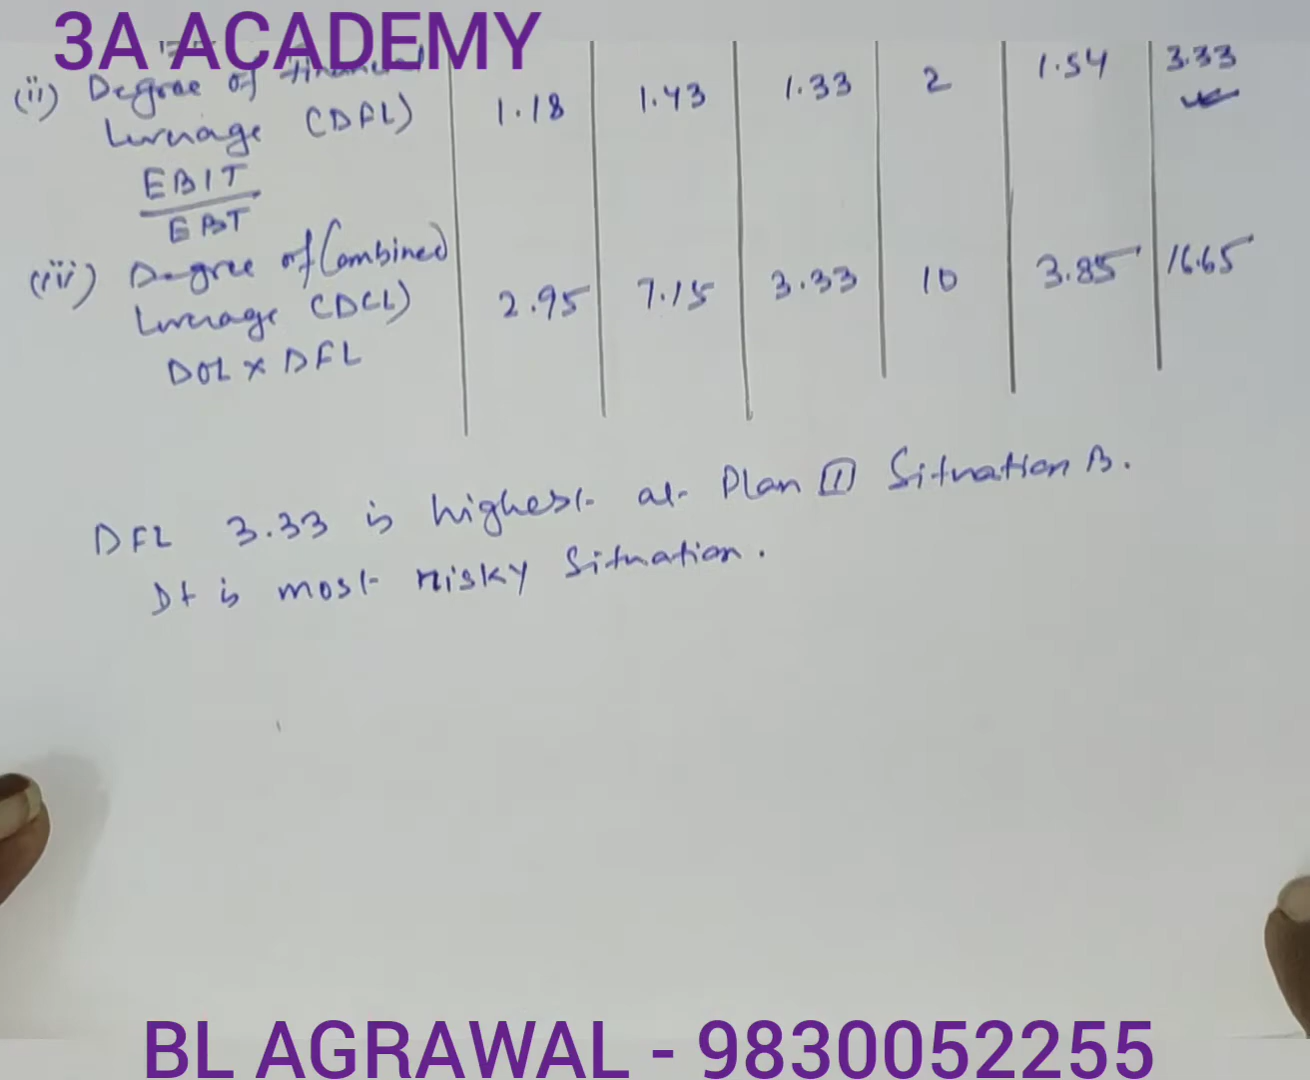 3A ACADEMY
(ii) Degree of Financial 1.18 1.43 1.33 2 1.54 3.33
Leverage (DFL)
EBIT
EBT
(iii) Degree of Combined 2.95 7.15 3.33 10 3.85 16.65
Leverage (DCL)
DOL x DFL
DFL 3.33 is highest at Plan II Situation B.
It is most risky situation.
BL AGRAWAL - 9830052255